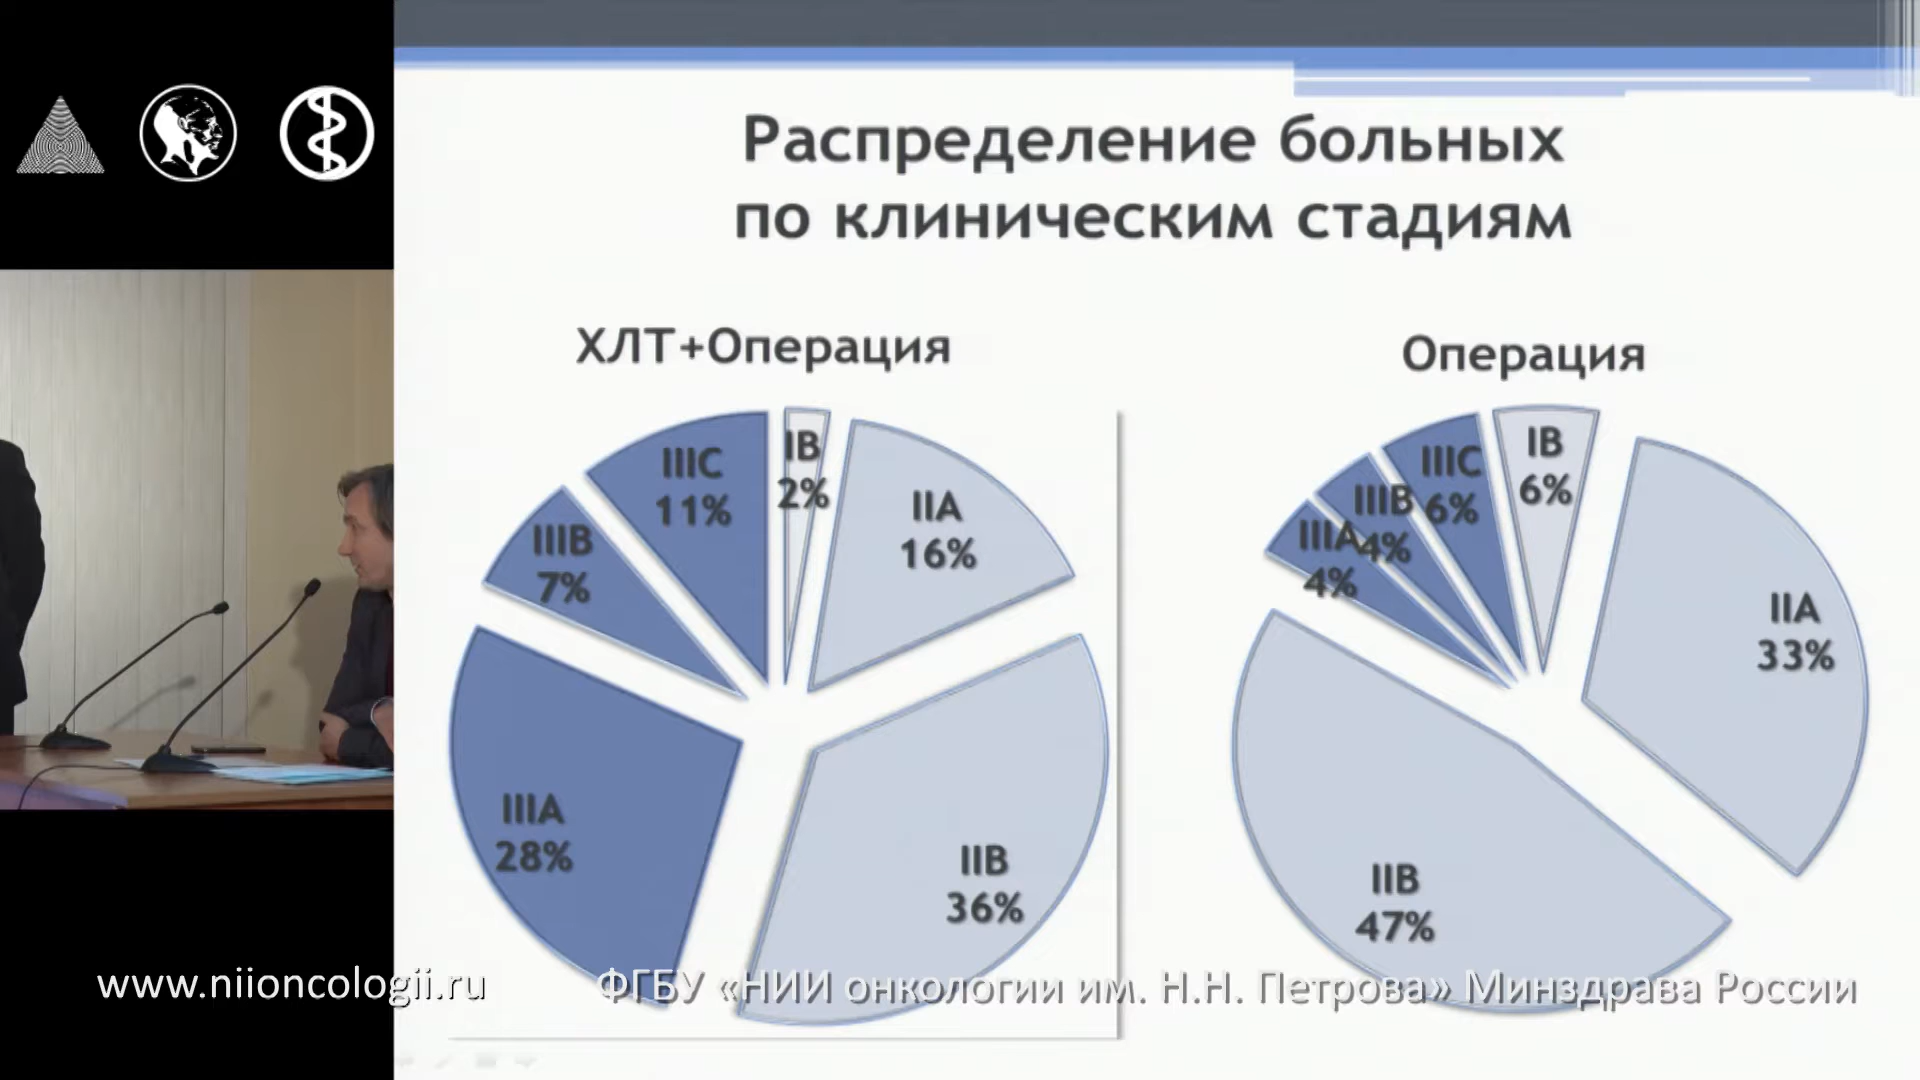 Распределение больных
по клиническим стадиям
ХЛТ+Операция
IB
2%
IIA
16%
IIB
36%
IIIA
28%
IIIB
7%
IIIC
11%
Операция
IB
6%
IIA
33%
IIB
47%
IIIA
4%
IIIB
4%
IIIC
6%
www.niioncologii.ru
ФГБУ «НИИ онкологии им. Н.Н. Петрова» Минздрава России